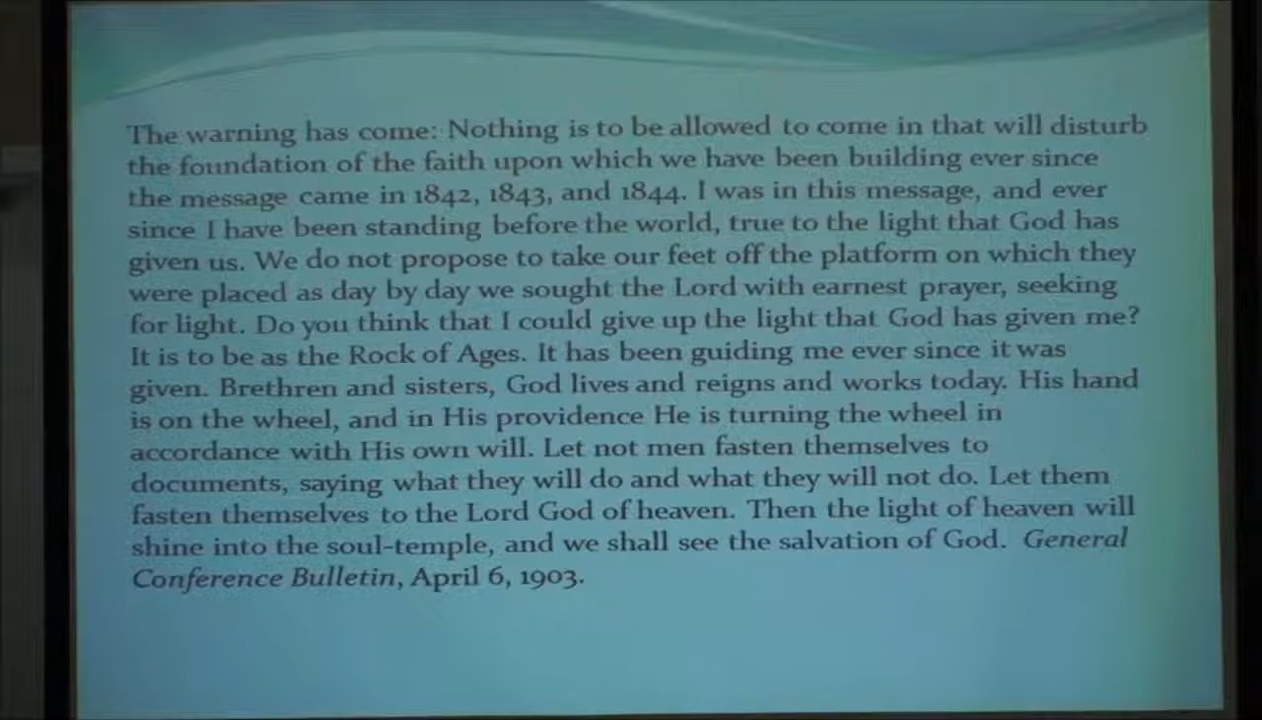 The warning has come: Nothing is to be allowed to come in that will disturb
the foundation of the faith upon which we have been building ever since
the message came in 1842, 1843, and 1844. I was in this message, and ever
since I have been standing before the world, true to the light that God has
given us. We do not propose to take our feet off the platform on which they
were placed as day by day we sought the Lord with earnest prayer, seeking
for light. Do you think that I could give up the light that God has given me?
It is to be as the Rock of Ages. It has been guiding me ever since it was
given. Brethren and sisters, God lives and reigns and works today. His hand
is on the wheel, and in His providence He is turning the wheel in
accordance with His own will. Let not men fasten themselves to
documents, saying what they will do and what they will not do. Let them
fasten themselves to the Lord God of heaven. Then the light of heaven will
shine into the soul-temple, and we shall see the salvation of God. General
Conference Bulletin, April 6, 1903.